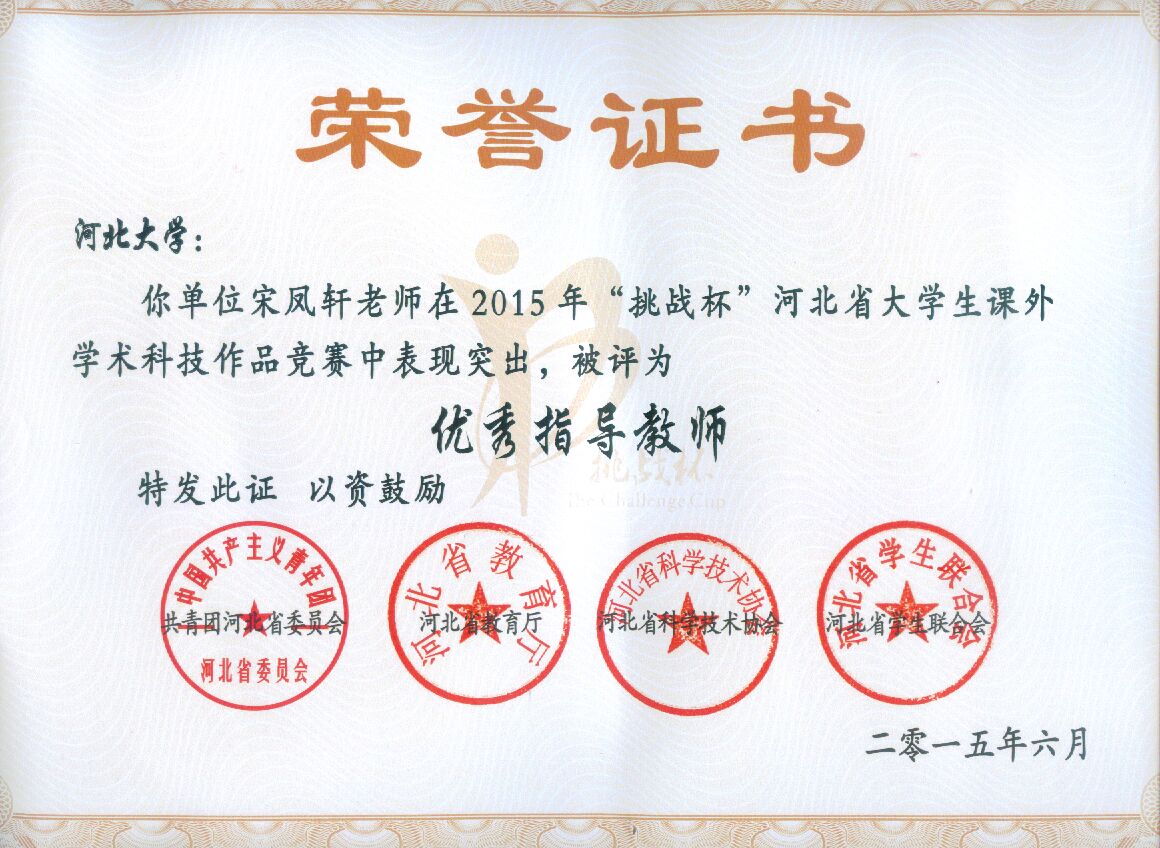 荣誉证书
河北大学：
你单位宋凤轩老师在2015年“挑战杯”河北省大学生课外
学术科技作品竞赛中表现突出，被评为
优秀指导教师
挑战杯
The Challenge Cup
特发此证 以资鼓励
中国共产主义青年团
共青团河北省委员会
河北省委员会
河北省教育厅
河北省教育厅
河北省科学技术协会
河北省科学技术协会
河北省学生联合会
河北省学生联合会
二零一五年六月